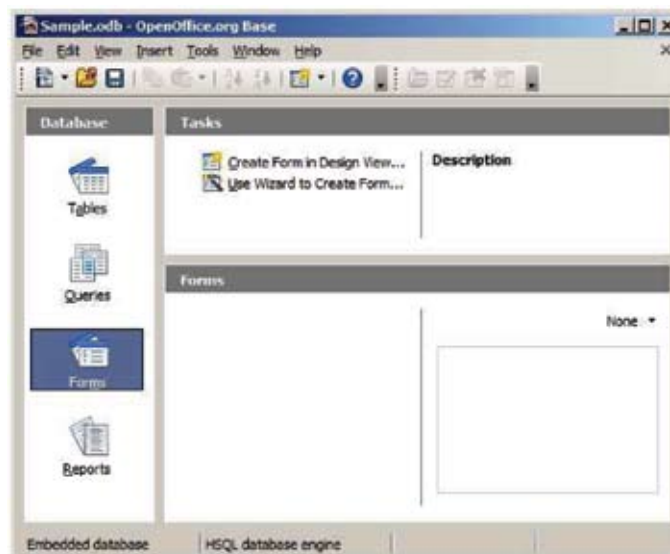 Sample.odb - OpenOffice.org Base
File Edit View Insert Tools Window Help
Database
Tables
Queries
Forms
Reports
Tasks
Create Form in Design View...
Use Wizard to Create Form...
Description
Forms
None
Embedded database
HSQL database engine